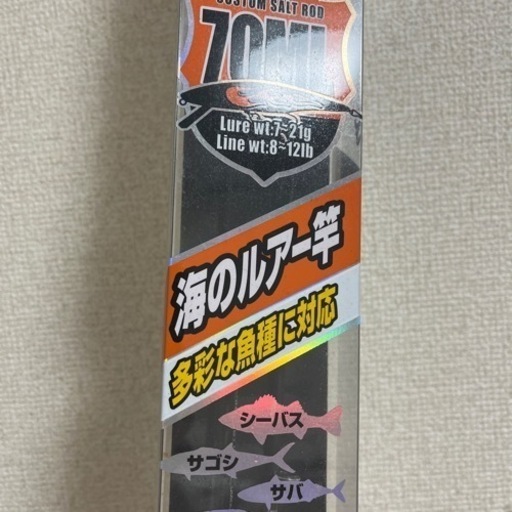 CUSTOM SALT ROD
70ML
Lure wt:7~21g
Line wt:8~12lb
海のルアー竿
多彩な魚種に対応
シーバス
サゴシ
サバ